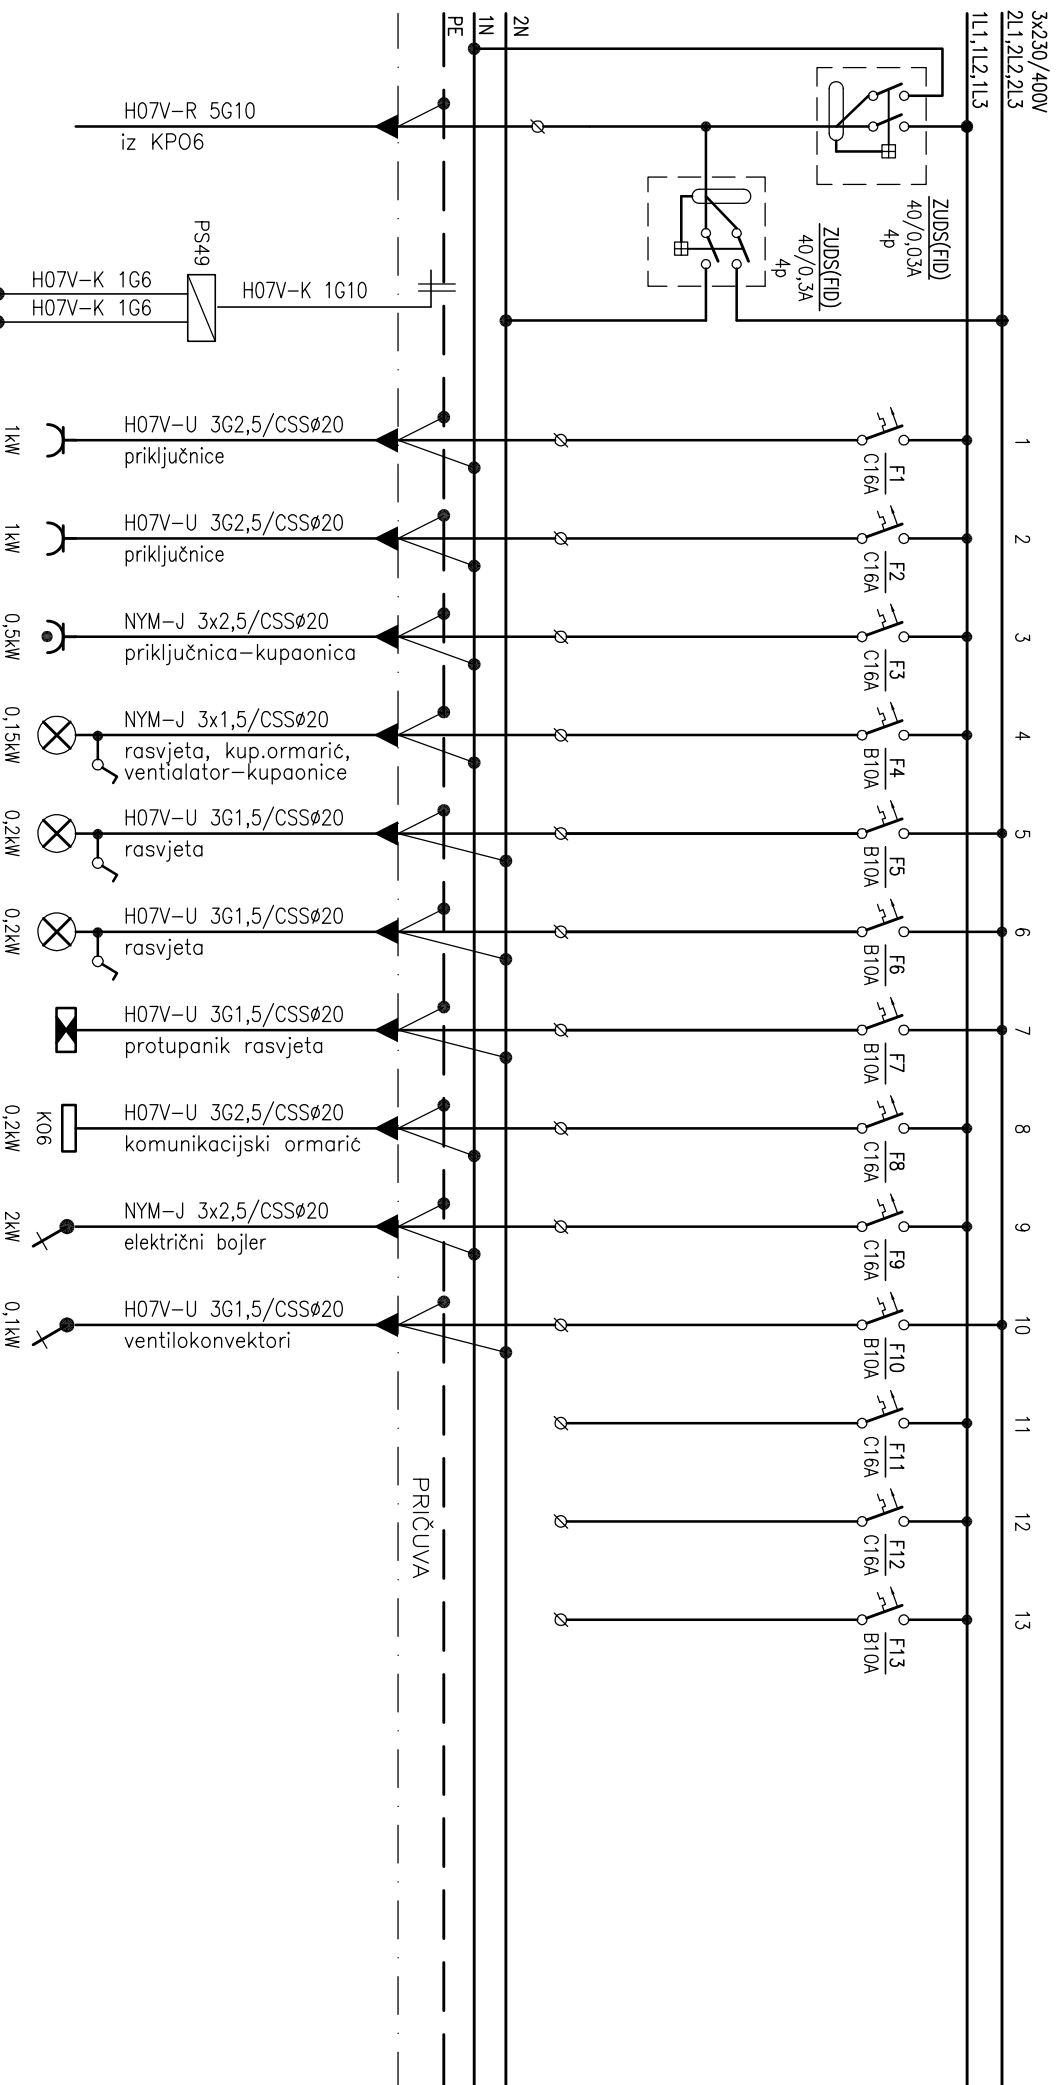 3x230/400V
2L1,2L2,2L3
1L1,1L2,1L3
2N
1N
PE
H07V-R 5G10
iz KPO6
ZUDS(FID)
40/0,03A
4p
ZUDS(FID)
40/0,3A
4p
PS49
H07V-K 1G6
H07V-K 1G6
H07V-K 1G10
1
F1
C16A
H07V-U 3G2,5/CSSø20
priključnice
1kW
2
F2
C16A
H07V-U 3G2,5/CSSø20
priključnice
1kW
3
F3
C16A
NYM-J 3x2,5/CSSø20
priključnica-kupaonica
0,5kW
4
F4
B10A
NYM-J 3x1,5/CSSø20
rasvjeta, kup.ormarić,
ventialator-kupaonice
0,15kW
5
F5
B10A
H07V-U 3G1,5/CSSø20
rasvjeta
0,2kW
6
F6
B10A
H07V-U 3G1,5/CSSø20
rasvjeta
0,2kW
7
F7
B10A
H07V-U 3G1,5/CSSø20
protupanik rasvjeta
8
F8
C16A
H07V-U 3G2,5/CSSø20
komunikacijski ormarić
K06
0,2kW
9
F9
C16A
NYM-J 3x2,5/CSSø20
električni bojler
2kW
10
F10
B10A
H07V-U 3G1,5/CSSø20
ventilokonvektori
0,1kW
11
F11
C16A
12
F12
C16A
13
F13
B10A
PRIČUVA